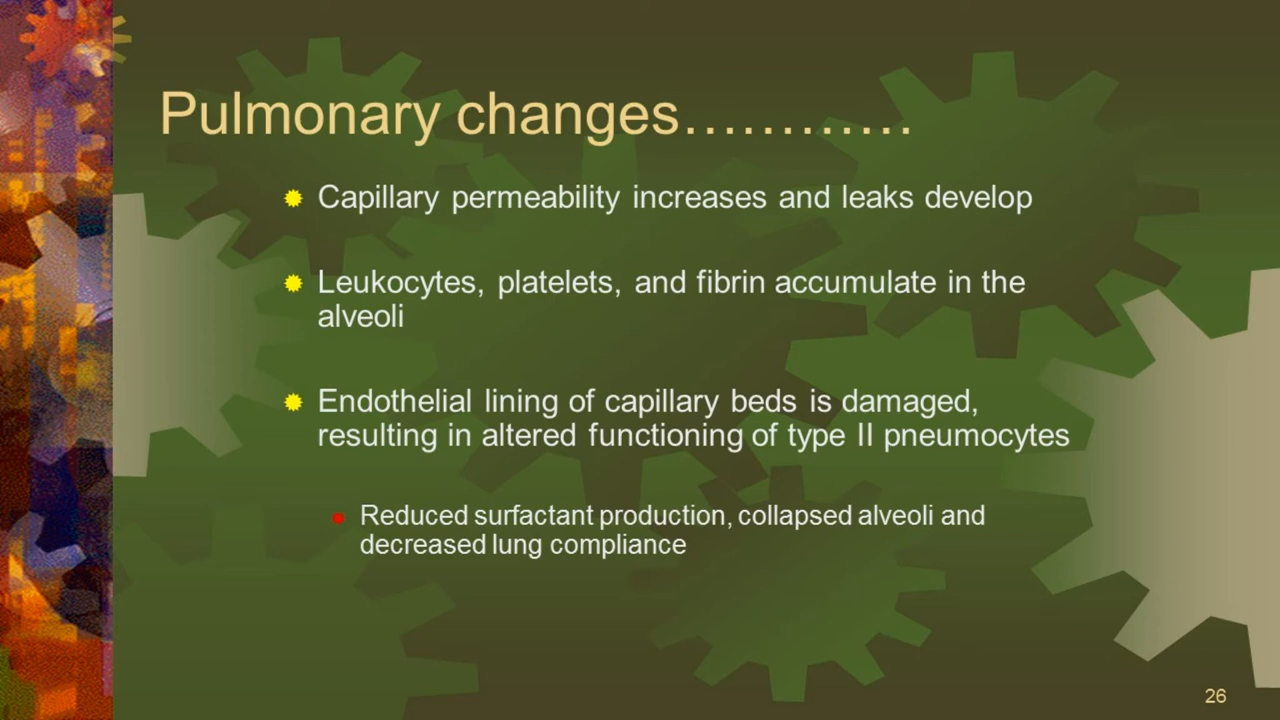 Pulmonary changes…………
Capillary permeability increases and leaks develop
Leukocytes, platelets, and fibrin accumulate in the
alveoli
Endothelial lining of capillary beds is damaged,
resulting in altered functioning of type II pneumocytes
Reduced surfactant production, collapsed alveoli and
decreased lung compliance
26